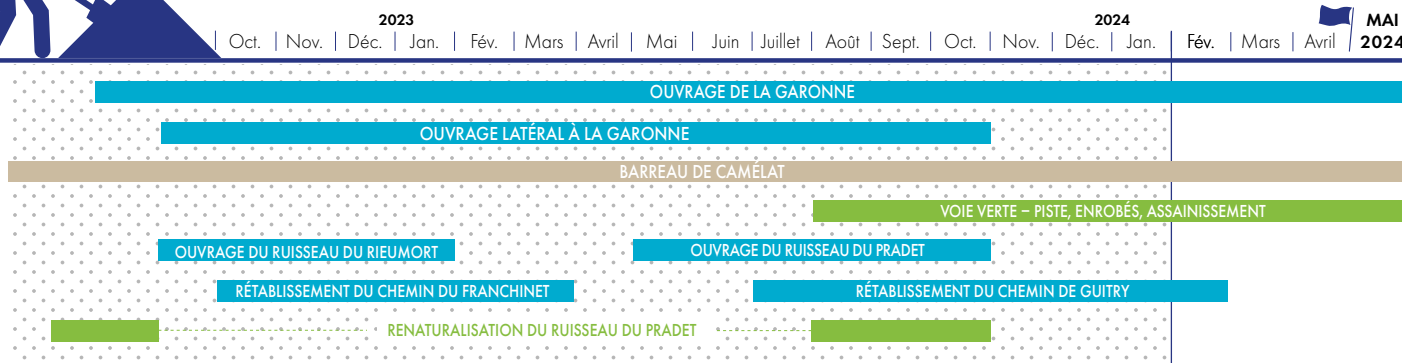 2023 2024 MAI
Oct. Nov. Déc. Jan. Fév. Mars Avril Mai Juin Juillet Août Sept. Oct. Nov. Déc. Jan. Fév. Mars Avril 2024
OUVRAGE DE LA GARONNE
OUVRAGE LATÉRAL À LA GARONNE
BARREAU DE CAMÉLAT
VOIE VERTE – PISTE, ENROBÉS, ASSAINISSEMENT
OUVRAGE DU RUISSEAU DU RIEUMORT OUVRAGE DU RUISSEAU DU PRADET
RÉTABLISSEMENT DU CHEMIN DU FRANCHINET RÉTABLISSEMENT DU CHEMIN DE GUITRY
RENATURALISATION DU RUISSEAU DU PRADET